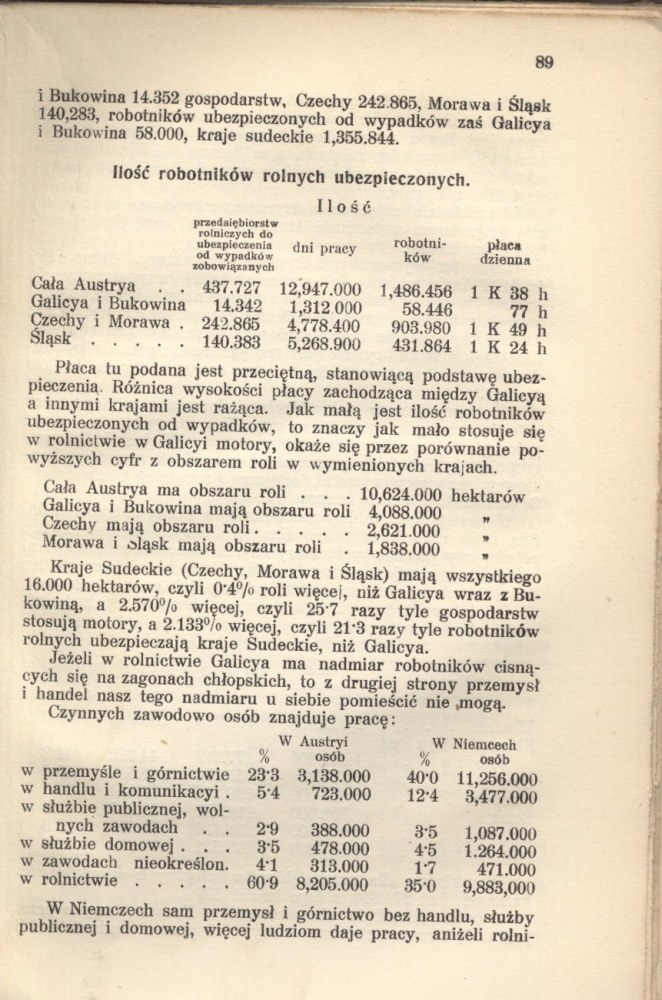 89
i Bukowina 14.352 gospodarstw, Czechy 242.865, Morawa i Śląsk
140,283, robotników ubezpieczonych od wypadków zaś Galicya
i Bukowina 58.000, kraje sudeckie 1,355.844.
Ilość robotników rolnych ubezpieczonych.
Ilość
przedsiębiorstw
rolniczych do
ubezpieczenia
od wypadków
zobowiązanych
dni pracy
robotni-
ków
płaca
dzienna
Cała Austrya . . 437.727 12,947.000 1,486.456 1 K 38 h
Galicya i Bukowina 14.342 1,312.000 58.446 77 h
Czechy i Morawa . 242.865 4,778.400 903.980 1 K 49 h
Śląsk . . . . . 140.383 5,268.900 431.864 1 K 24 h
Płaca tu podana jest przeciętną, stanowiącą podstawę ubez-
pieczenia. Różnica wysokości płacy zachodząca między Galicyą
a innymi krajami jest rażąca. Jak małą jest ilość robotników
ubezpieczonych od wypadków, to znaczy jak mało stosuje się
w rolnictwie w Galicyi motory, okaże się przez porównanie po-
wyższych cyfr z obszarem roli w wymienionych krajach.
Cała Austrya ma obszaru roli . . . 10,624.000 hektarów
Galicya i Bukowina mają obszaru roli 4,088.000 „
Czechy mają obszaru roli . . . . . 2,621.000 „
Morawa i Śląsk mają obszaru roli . 1,838.000 „
Kraje Sudeckie (Czechy, Morawa i Śląsk) mają wszystkiego
16.000 hektarów, czyli 0·4% roli więcej, niż Galicya wraz z Bu-
kowiną, a 2.570% więcej, czyli 25·7 razy tyle gospodarstw
stosują motory, a 2.133% więcej, czyli 21·3 razy tyle robotników
rolnych ubezpieczają kraje Sudeckie, niż Galicya.
Jeżeli w rolnictwie Galicya ma nadmiar robotników cisną-
cych się na zagonach chłopskich, to z drugiej strony przemysł
i handel nasz tego nadmiaru u siebie pomieścić nie mogą.
Czynnych zawodowo osób znajduje pracę:
W Austryi W Niemcech
% osób % osób
w przemyśle i górnictwie 23·3 3,138.000 40·0 11,256.000
w handlu i komunikacyi . 5·4 723.000 12·4 3,477.000
w służbie publicznej, wol-
nych zawodach . . 2·9 388.000 3·5 1,087.000
w służbie domowej . . . 3·5 478.000 4·5 1.264.000
w zawodach nieokreślon. 4·1 313.000 1·7 471.000
w rolnictwie . . . . . 60·9 8,205.000 35·0 9,883,000
W Niemczech sam przemysł i górnictwo bez handlu, służby
publicznej i domowej, więcej ludziom daje pracy, aniżeli rolni-